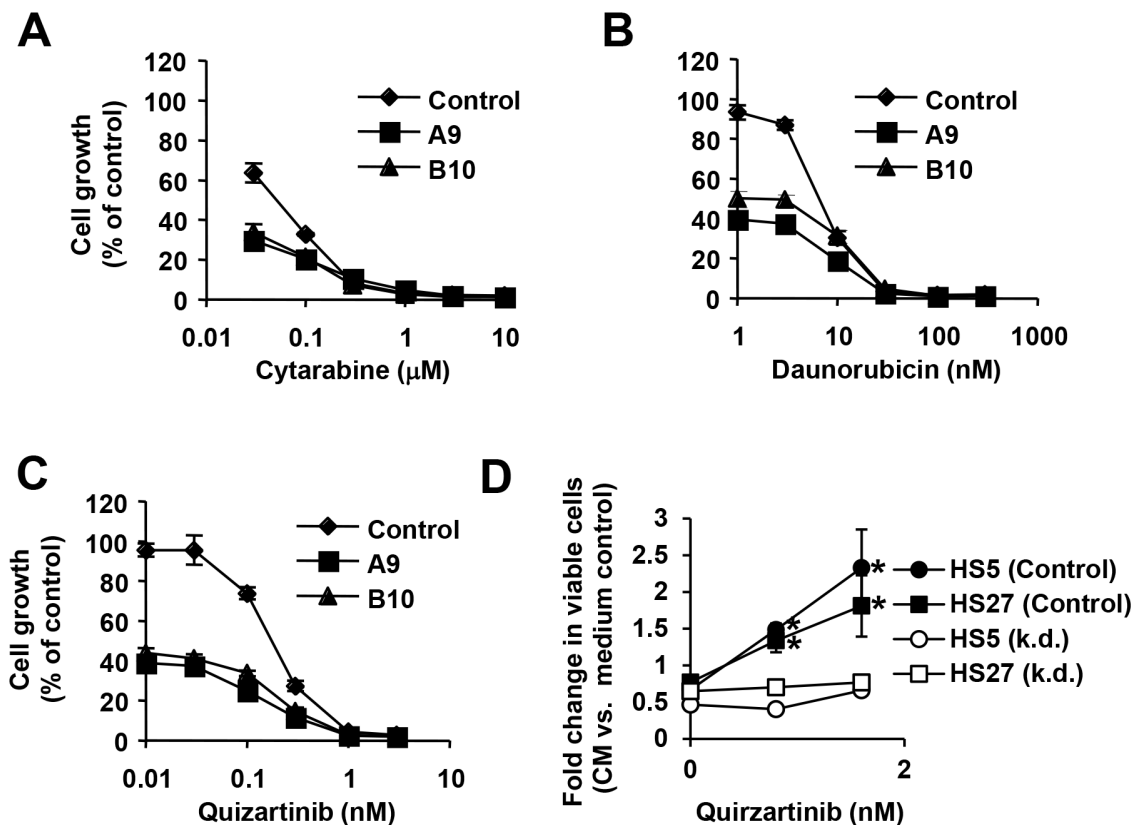 A
120
100
80
60
40
20
0
Cell growth
(% of control)
Control
A9
B10
0.01 0.1 1 10
Cytarabine (μM)
B
120
100
80
60
40
20
0
Control
A9
B10
1 10 100 1000
Daunorubicin (nM)
C
120
100
80
60
40
20
0
Cell growth
(% of control)
Control
A9
B10
0.01 0.1 1 10
Quizartinib (nM)
D
Fold change in viable cells
(CM vs. medium control)
3
2.5
2
1.5
1
0.5
0
*
*
*
*
HS5 (Control)
HS27 (Control)
HS5 (k.d.)
HS27 (k.d.)
0 2
Quirzartinib (nM)